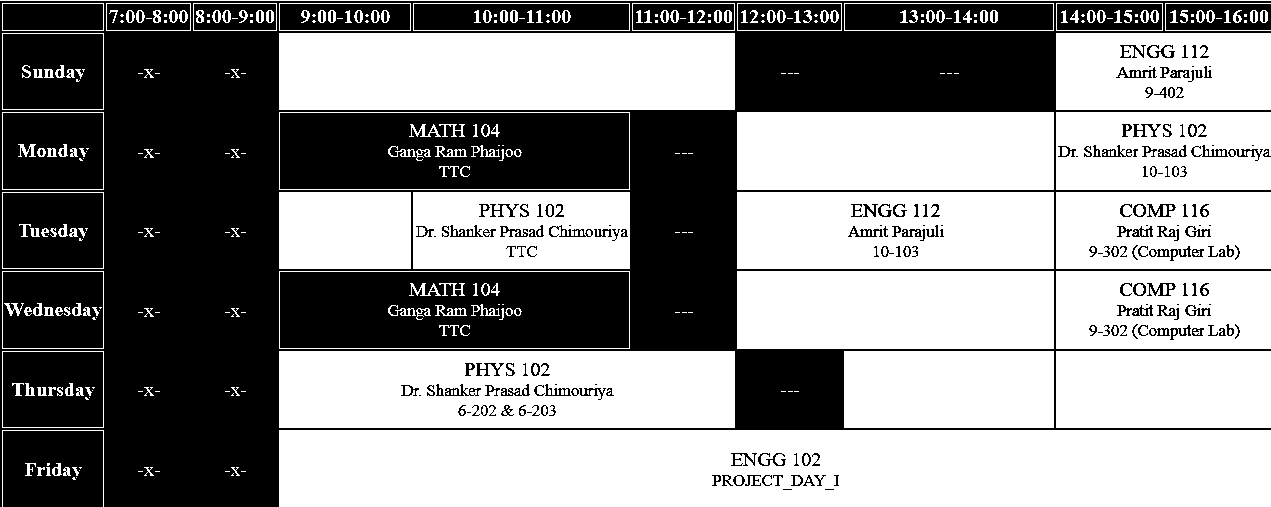 7:00-8:00 8:00-9:00 9:00-10:00 10:00-11:00 11:00-12:00 12:00-13:00 13:00-14:00 14:00-15:00 15:00-16:00
Sunday -x- -x- --- --- ENGG 112
Amrit Parajuli
9-402
Monday -x- -x- MATH 104
Ganga Ram Phaijoo
TTC
---
PHYS 102
Dr. Shanker Prasad Chimouriya
10-103
Tuesday -x- -x- PHYS 102
Dr. Shanker Prasad Chimouriya
TTC
---
ENGG 112
Amrit Parajuli
10-103
COMP 116
Pratit Raj Giri
9-302 (Computer Lab)
Wednesday -x- -x- MATH 104
Ganga Ram Phaijoo
TTC
---
COMP 116
Pratit Raj Giri
9-302 (Computer Lab)
Thursday -x- -x- PHYS 102
Dr. Shanker Prasad Chimouriya
6-202 & 6-203
---
Friday -x- -x- ENGG 102
PROJECT_DAY_I